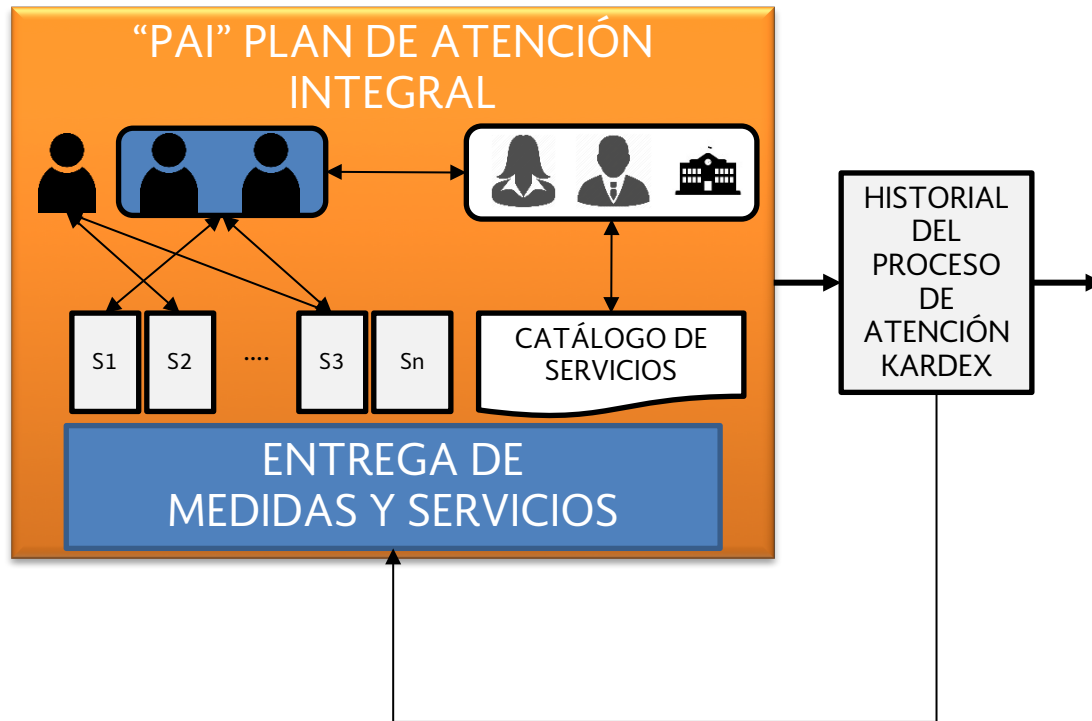 “PAI” PLAN DE ATENCIÓN
INTEGRAL
S1
S2
....
S3
Sn
CATÁLOGO DE
SERVICIOS
ENTREGA DE
MEDIDAS Y SERVICIOS
HISTORIAL
DEL
PROCESO
DE
ATENCIÓN
KARDEX